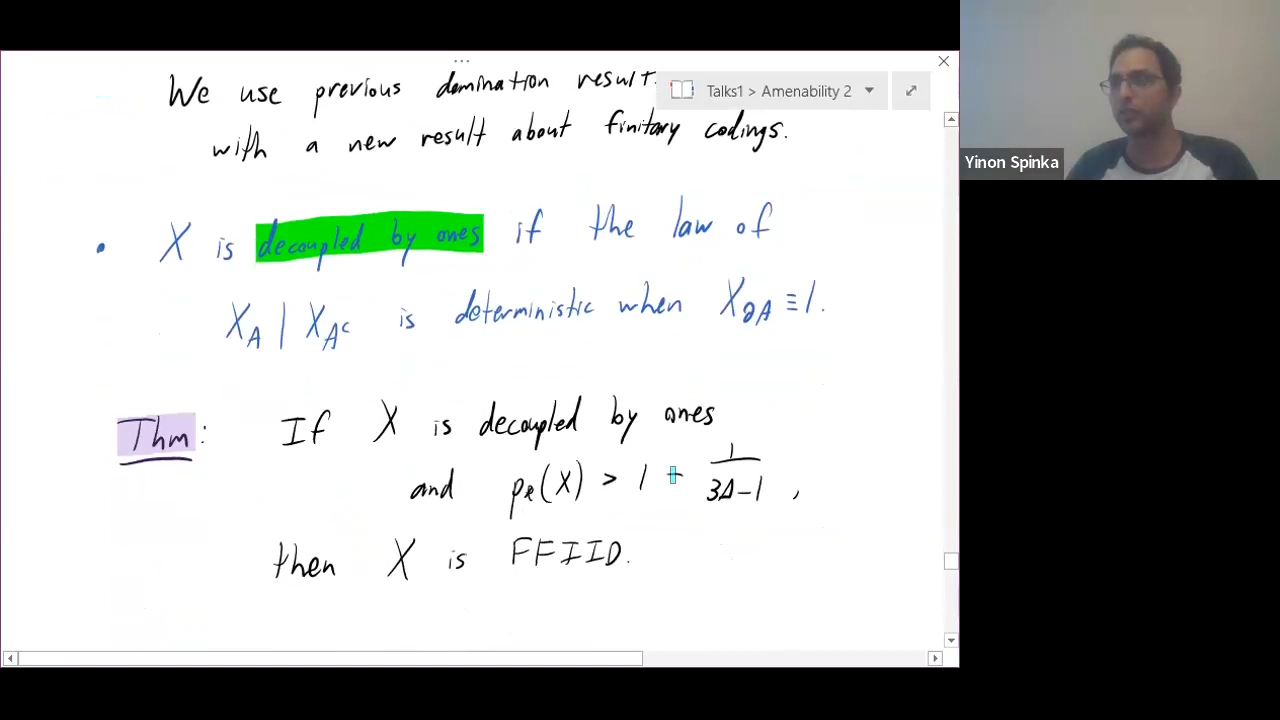 We use previous domination result
Talks1 > Amenability 2
with a new result about finitary codings.
Yinon Spinka
• X is decoupled by ones if the law of
X_A | X_{A^c} is deterministic when X_{∂A} ≡ 1.
Thm: If X is decoupled by ones
and p_e(X) > 1 + 1/(3Δ-1) ,
then X is FFIID.